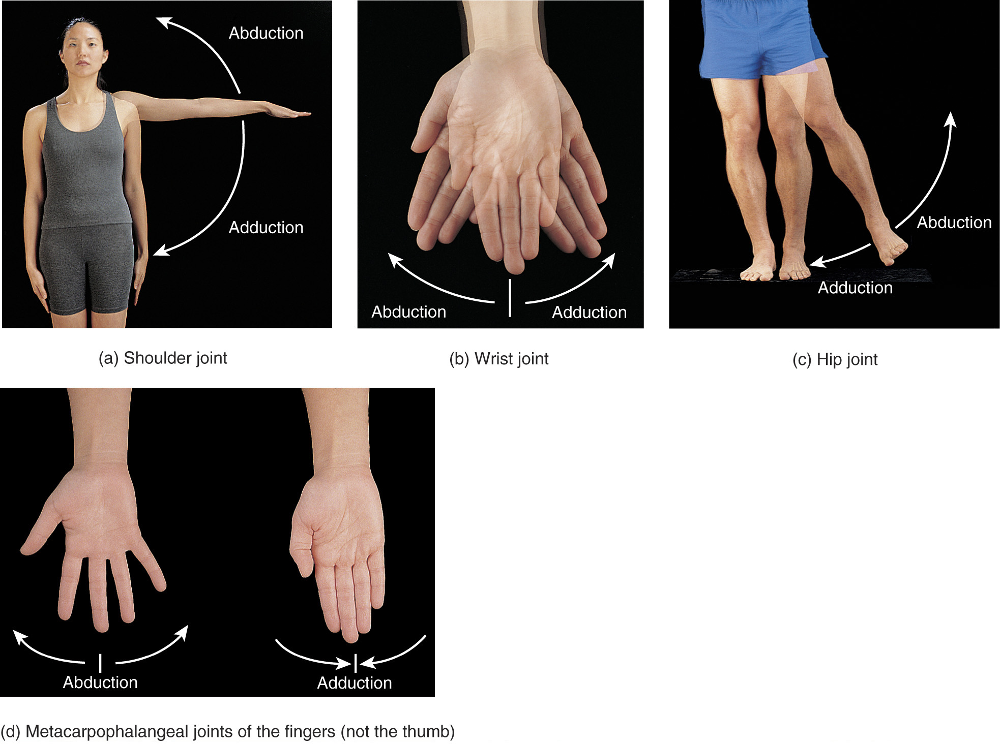 Abduction
Adduction
(a) Shoulder joint
Abduction
Adduction
(b) Wrist joint
Abduction
Adduction
(c) Hip joint
Abduction
Adduction
(d) Metacarpophalangeal joints of the fingers (not the thumb)